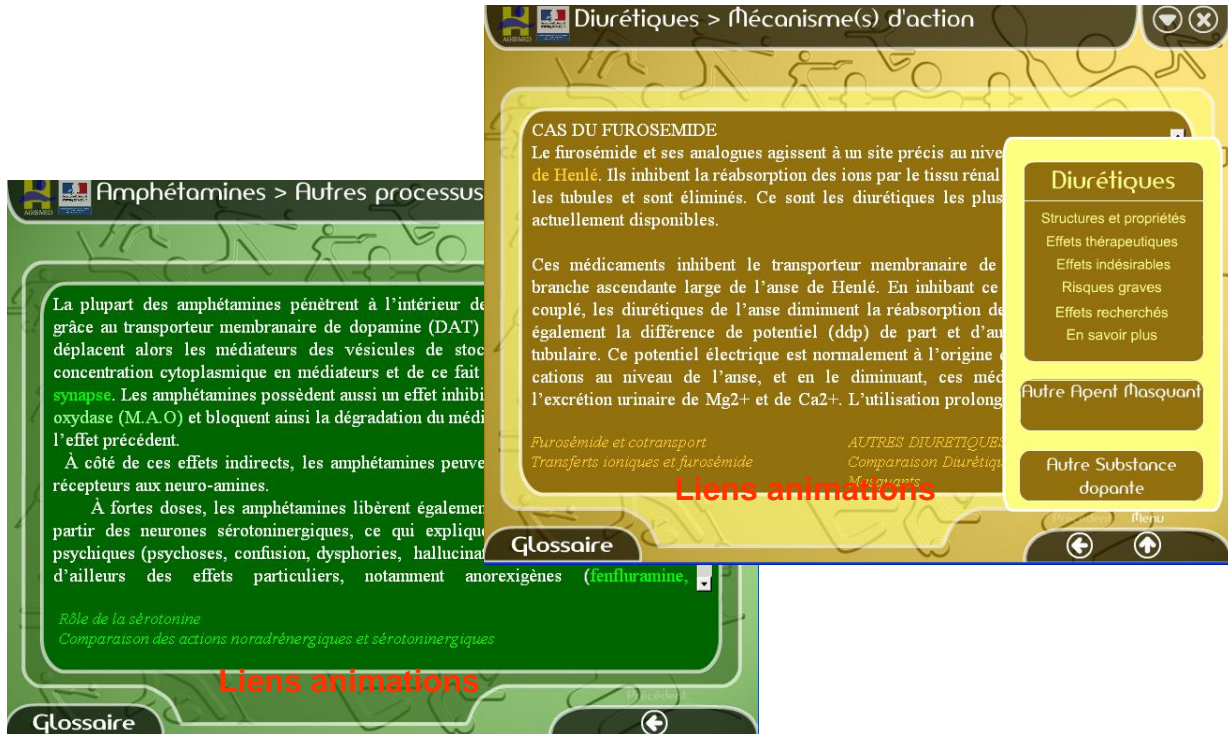 Diurétiques > Mécanisme(s) d'action
CAS DU FUROSEMIDE
Le furosémide et ses analogues agissent à un site précis au nive
de Henlé. Ils inhibent la réabsorption des ions par le tissu rénal
les tubules et sont éliminés. Ce sont les diurétiques les plus
actuellement disponibles.
Ces médicaments inhibent le transporteur membranaire de
branche ascendante large de l'anse de Henlé. En inhibant ce
couplé, les diurétiques de l'anse diminuent la réabsorption de
également la différence de potentiel (ddp) de part et d'au
tubulaire. Ce potentiel électrique est normalement à l'origine
cations au niveau de l'anse, et en le diminuant, ces méd
l'excrétion urinaire de Mg2+ et de Ca2+. L'utilisation prolong
Furosémide et cotransport
Transferts ioniques et furosémide
AUTRES DIURETIQUES
Comparaison Diurétiqu
Masquants
Liens animations
Diurétiques
Structures et propriétés
Effets thérapeutiques
Effets indésirables
Risques graves
Effets recherchés
En savoir plus
Autre Agent Masquant
Autre Substance
dopante
Précédent Menu
Glossaire
AGRISMED
Amphétamines > Autres processus
La plupart des amphétamines pénètrent à l'intérieur de
grâce au transporteur membranaire de dopamine (DAT)
déplacent alors les médiateurs des vésicules de stoc
concentration cytoplasmique en médiateurs et de ce fait
synapse. Les amphétamines possèdent aussi un effet inhibi
oxydase (M.A.O) et bloquent ainsi la dégradation du médi
l'effet précédent.
À côté de ces effets indirects, les amphétamines peuve
récepteurs aux neuro-amines.
À fortes doses, les amphétamines libèrent égalemen
partir des neurones sérotoninergiques, ce qui explique
psychiques (psychoses, confusion, dysphories, hallucinat
d'ailleurs des effets particuliers, notamment anorexigènes (fenfluramine,
Rôle de la sérotonine
Comparaison des actions noradrénergiques et sérotoninergiques
Liens animations
Précédent
Glossaire